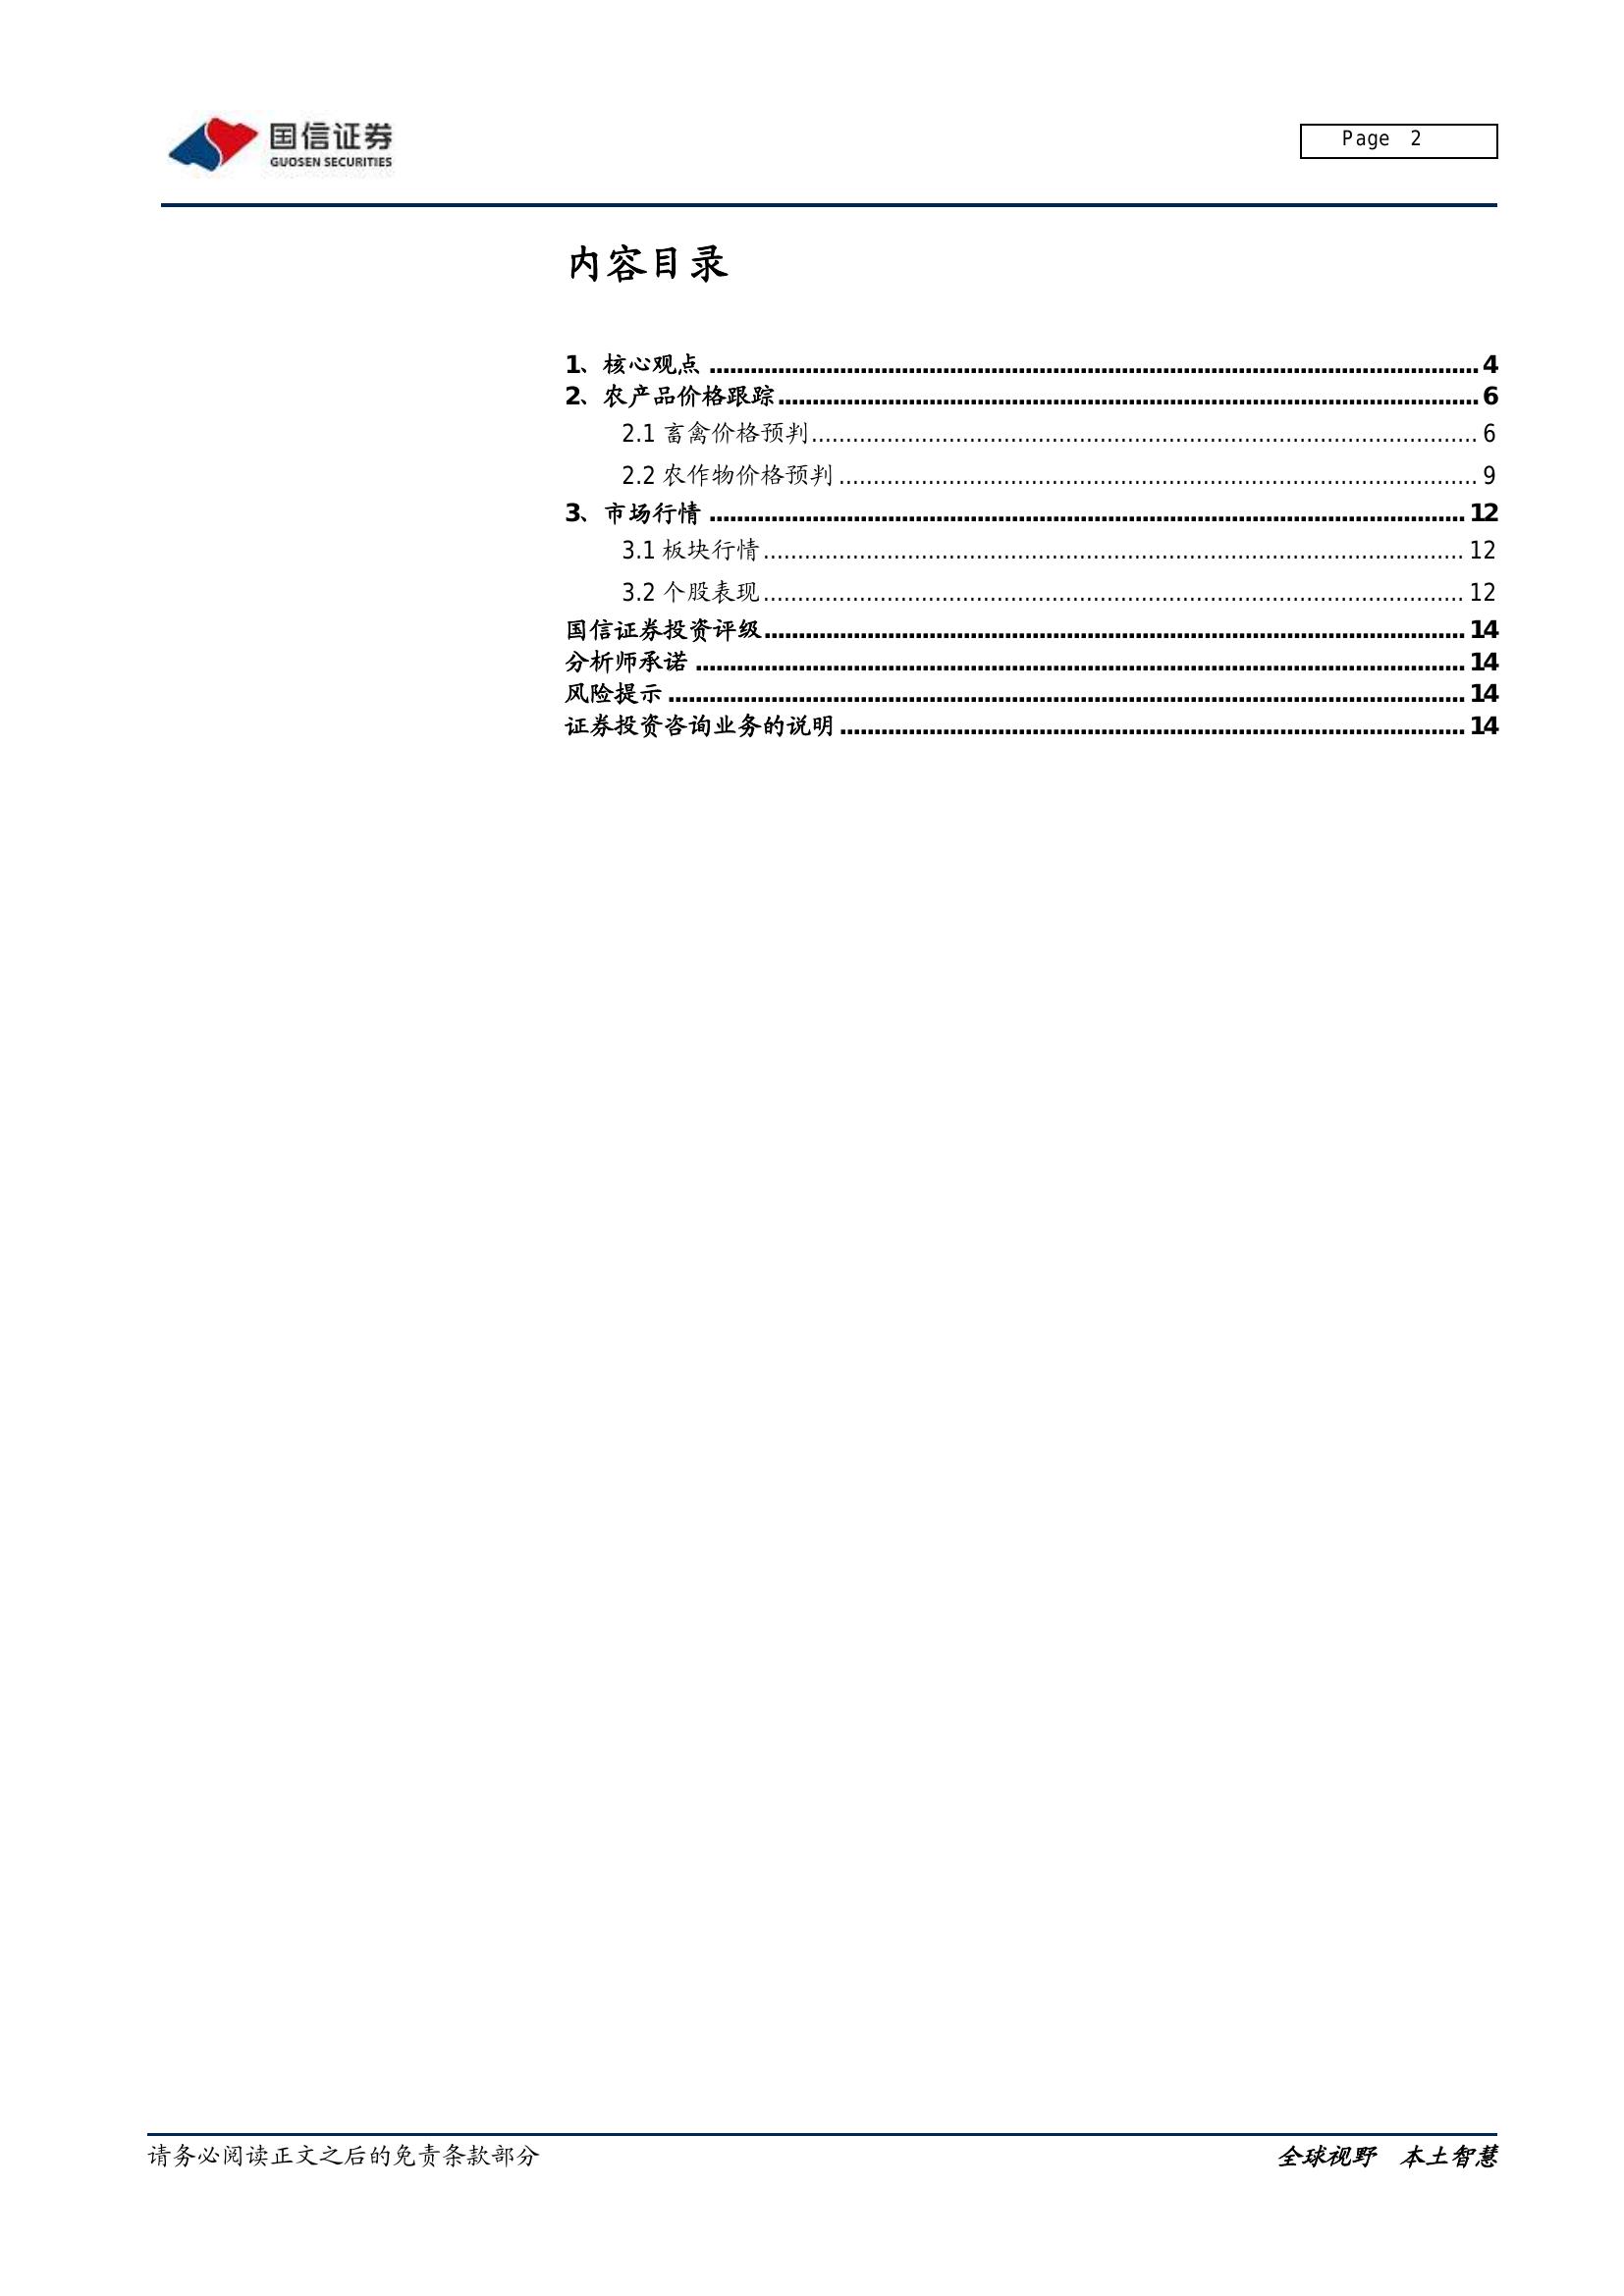 国信证券
GUOSEN SECURITIES
Page 2
内容目录
1、核心观点 ........................................ 4
2、农产品价格跟踪 ........................................ 6
2.1 畜禽价格预判 ........................................ 6
2.2 农作物价格预判 ........................................ 9
3、市场行情 ........................................ 12
3.1 板块行情 ........................................ 12
3.2 个股表现 ........................................ 12
国信证券投资评级 ........................................ 14
分析师承诺 ........................................ 14
风险提示 ........................................ 14
证券投资咨询业务的说明 ........................................ 14
请务必阅读正文之后的免责条款部分
全球视野 本土智慧